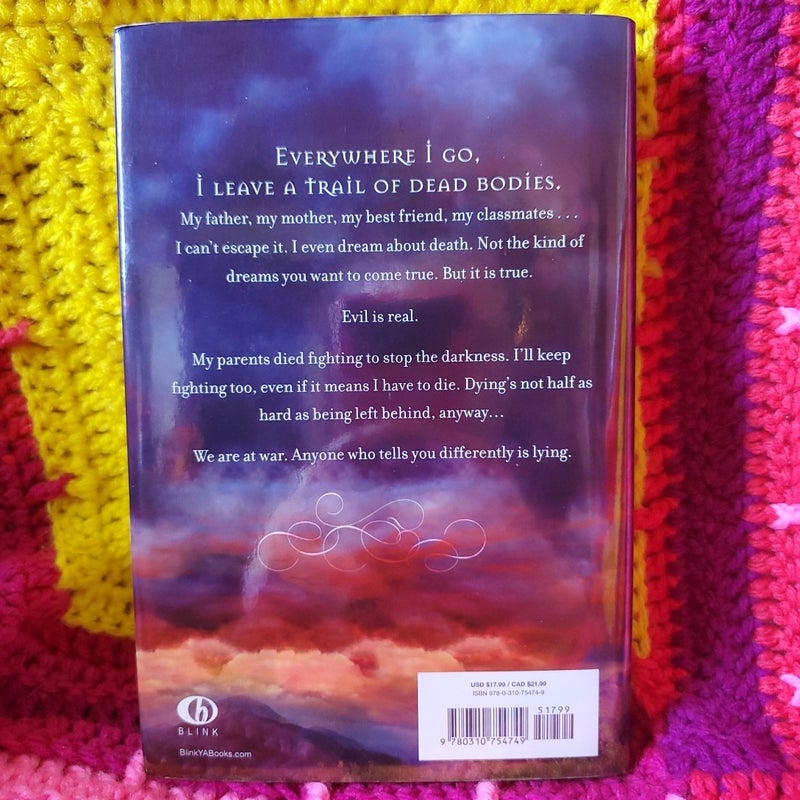 Everywhere I go,
I leave a trail of dead bodies.
My father, my mother, my best friend, my classmates . . .
I can't escape it. I even dream about death. Not the kind of
dreams you want to come true. But it is true.
Evil is real.
My parents died fighting to stop the darkness. I'll keep
fighting too, even if it means I have to die. Dying's not half as
hard as being left behind, anyway…
We are at war. Anyone who tells you differently is lying.
USD $17.99 / CAD $21.99
ISBN 978-0-310-75474-9
51799
9 780310 754749
b
BLINK
BlinkYABooks.com